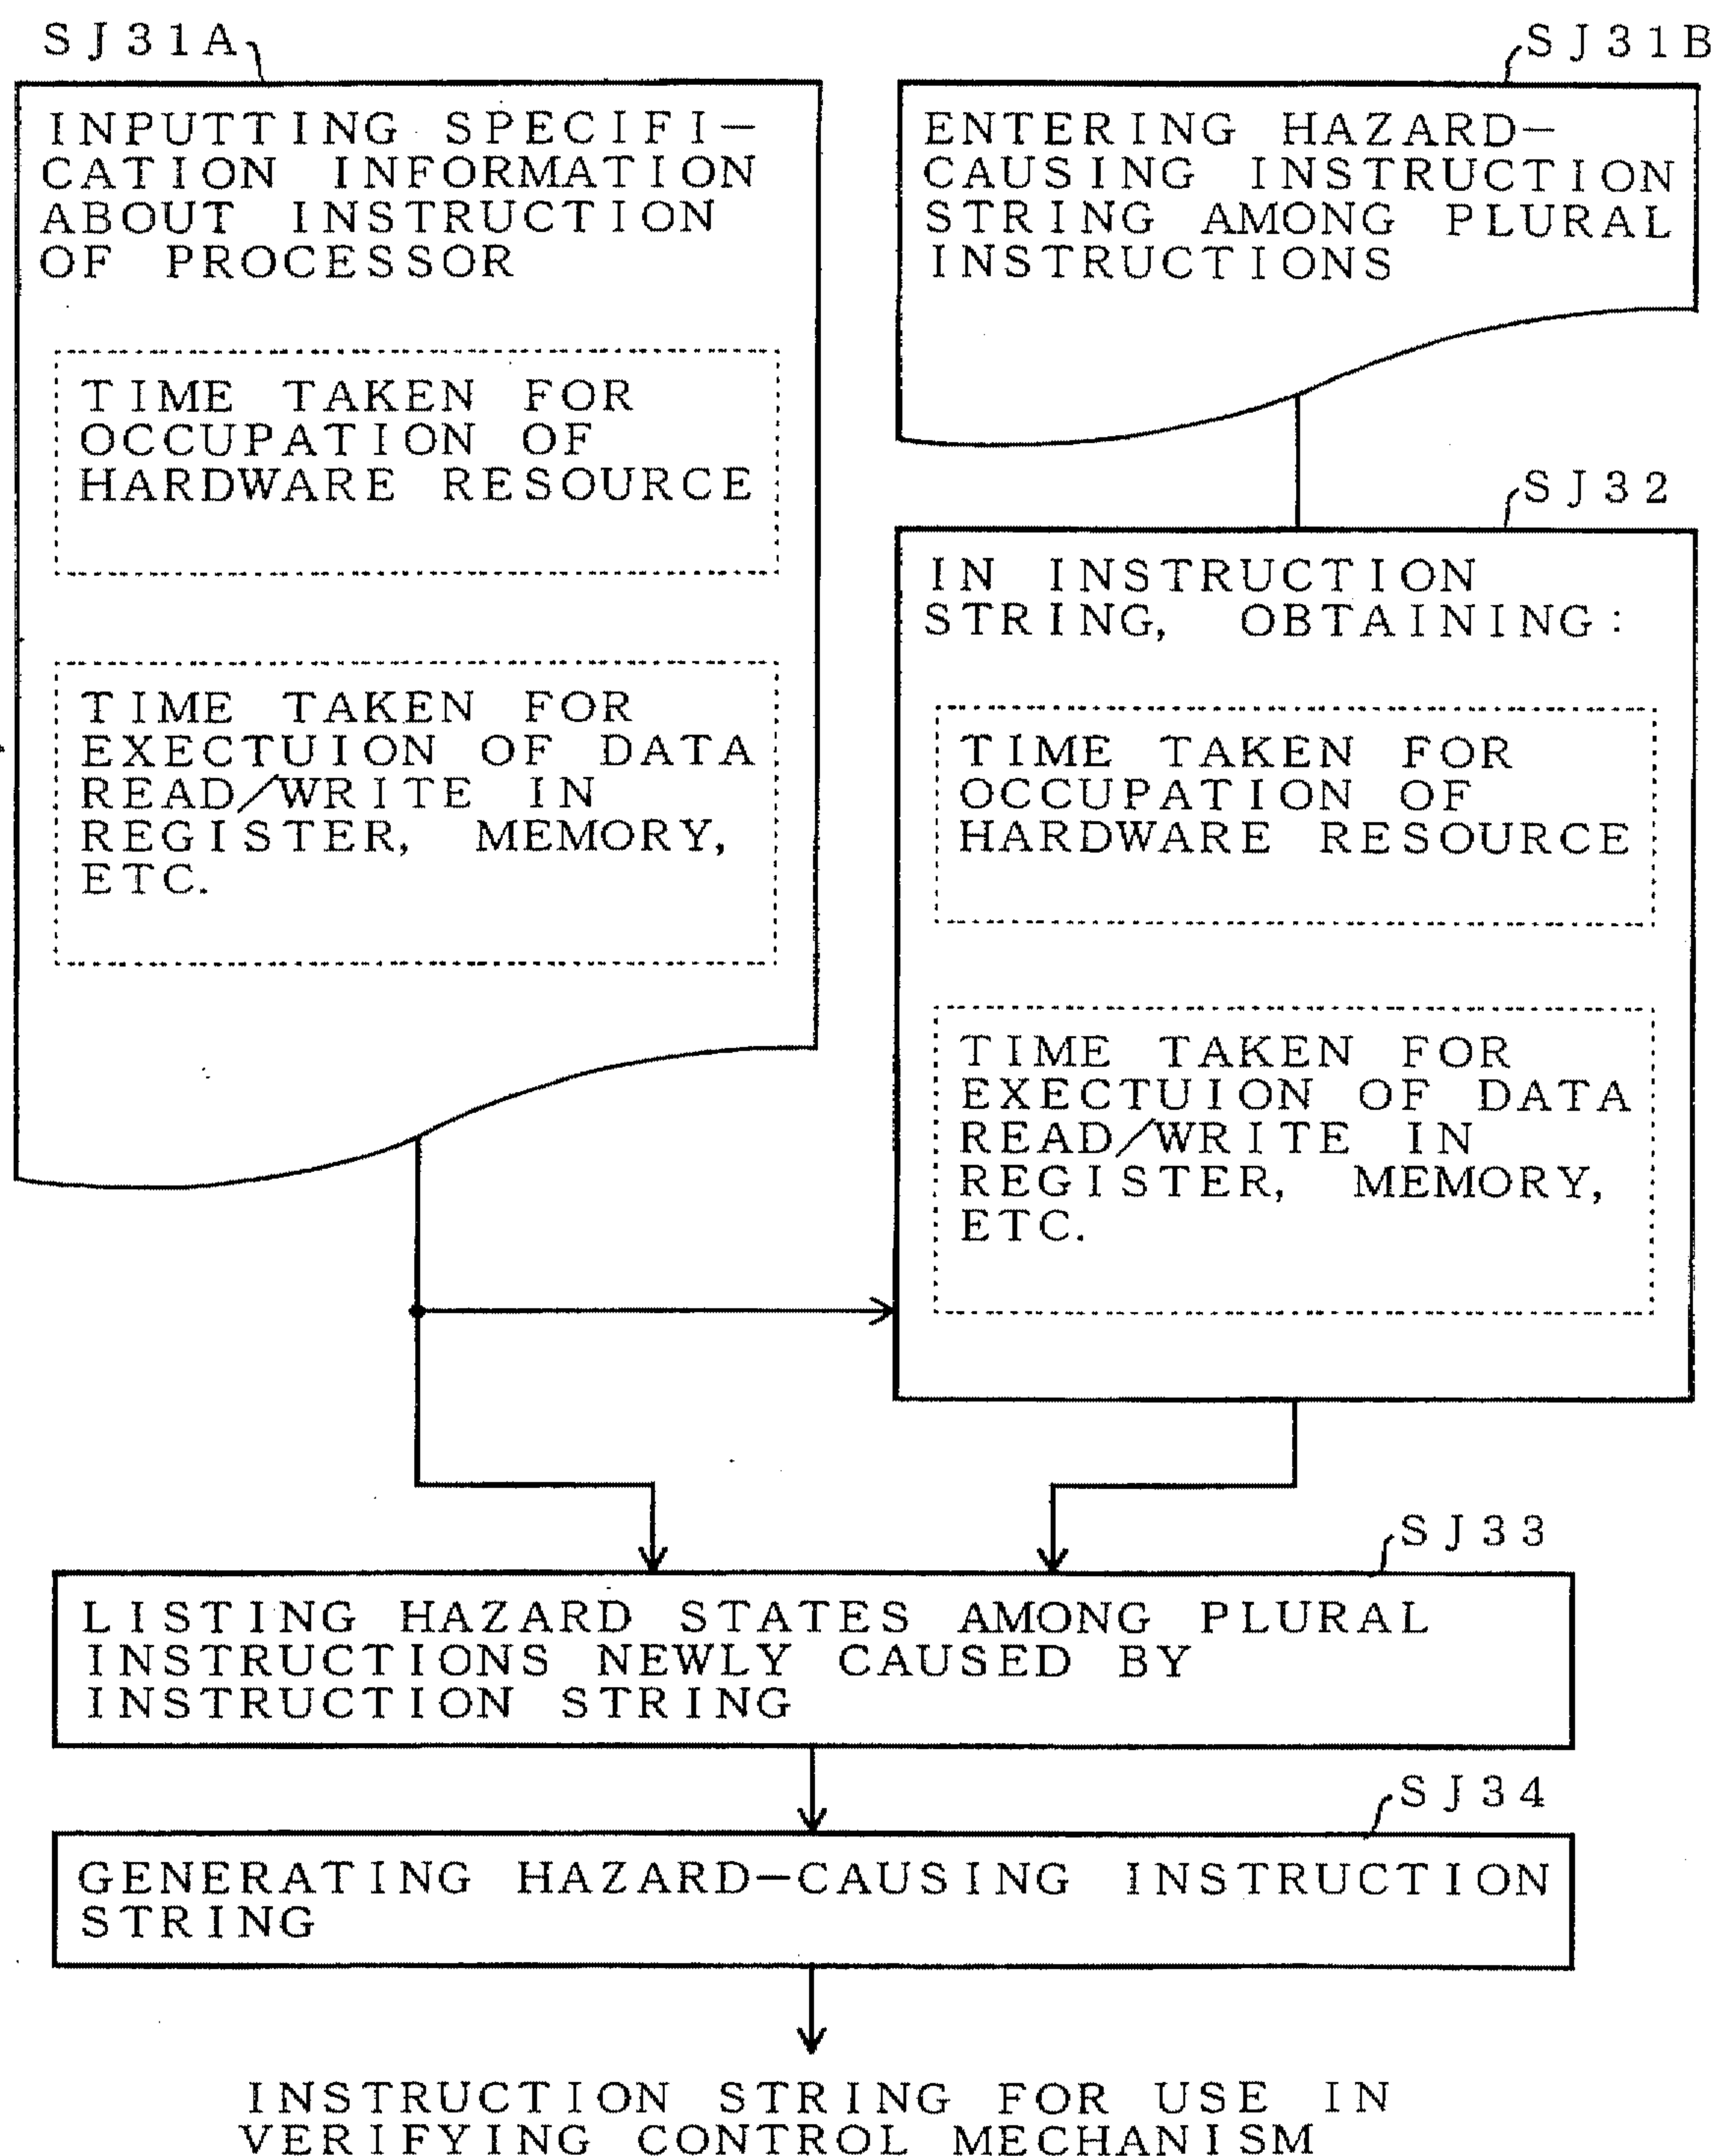 SJ31A
INPUTTING SPECIFI-
CATION INFORMATION
ABOUT INSTRUCTION
OF PROCESSOR
TIME TAKEN FOR
OCCUPATION OF
HARDWARE RESOURCE
TIME TAKEN FOR
EXECTUION OF DATA
READ/WRITE IN
REGISTER, MEMORY,
ETC.
SJ31B
ENTERING HAZARD-
CAUSING INSTRUCTION
STRING AMONG PLURAL
INSTRUCTIONS
SJ32
IN INSTRUCTION
STRING, OBTAINING:
TIME TAKEN FOR
OCCUPATION OF
HARDWARE RESOURCE
TIME TAKEN FOR
EXECTUION OF DATA
READ/WRITE IN
REGISTER, MEMORY,
ETC.
SJ33
LISTING HAZARD STATES AMONG PLURAL
INSTRUCTIONS NEWLY CAUSED BY
INSTRUCTION STRING
SJ34
GENERATING HAZARD-CAUSING INSTRUCTION
STRING
INSTRUCTION STRING FOR USE IN
VERIFYING CONTROL MECHANISM